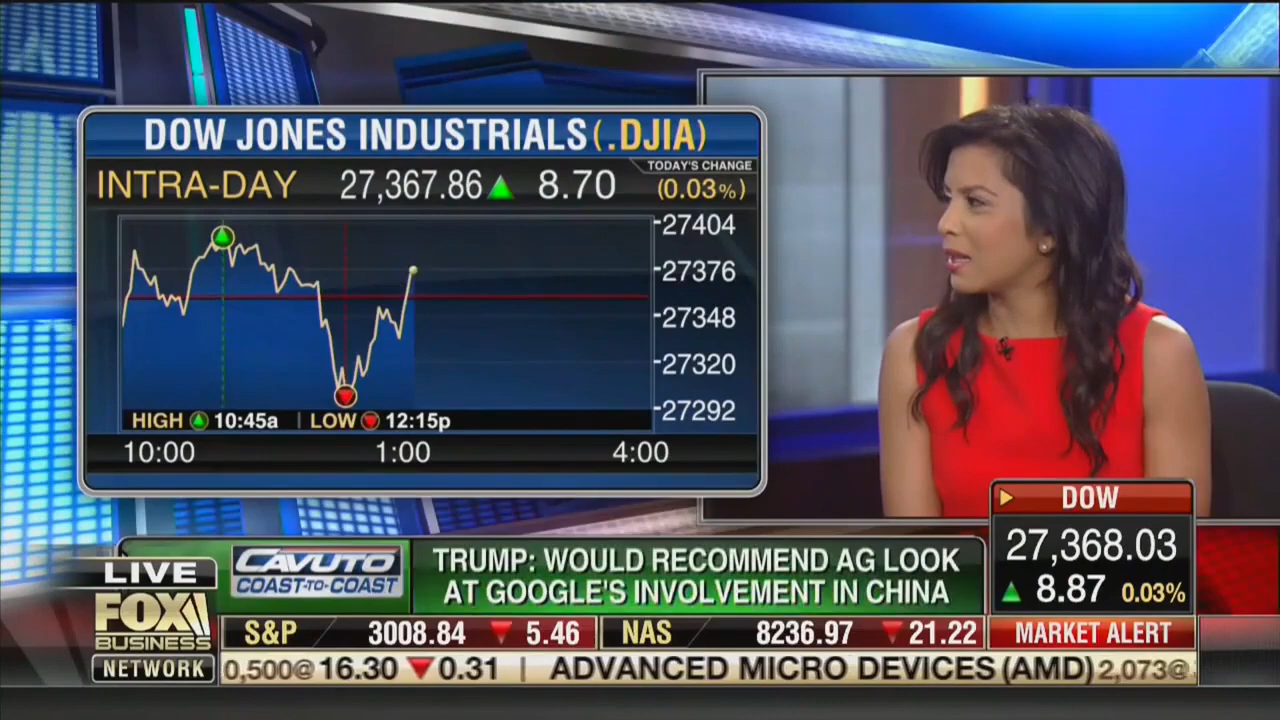 DOW JONES INDUSTRIALS(.DJIA)
TODAY'S CHANGE
INTRA-DAY 27,367.86 8.70 (0.03%)
27404
27376
27348
27320
27292
HIGH 10:45a | LOW 12:15p
10:00 1:00 4:00
DOW
27,368.03
8.87 0.03%
MARKET ALERT
LIVE
FOX
BUSINESS
NETWORK
CAVUTO
COAST-TO-COAST
TRUMP: WOULD RECOMMEND AG LOOK
AT GOOGLE'S INVOLVEMENT IN CHINA
S&P 3008.84 5.46 NAS 8236.97 21.22
0,500@16.30 0.31 | ADVANCED MICRO DEVICES (AMD) 2,073@